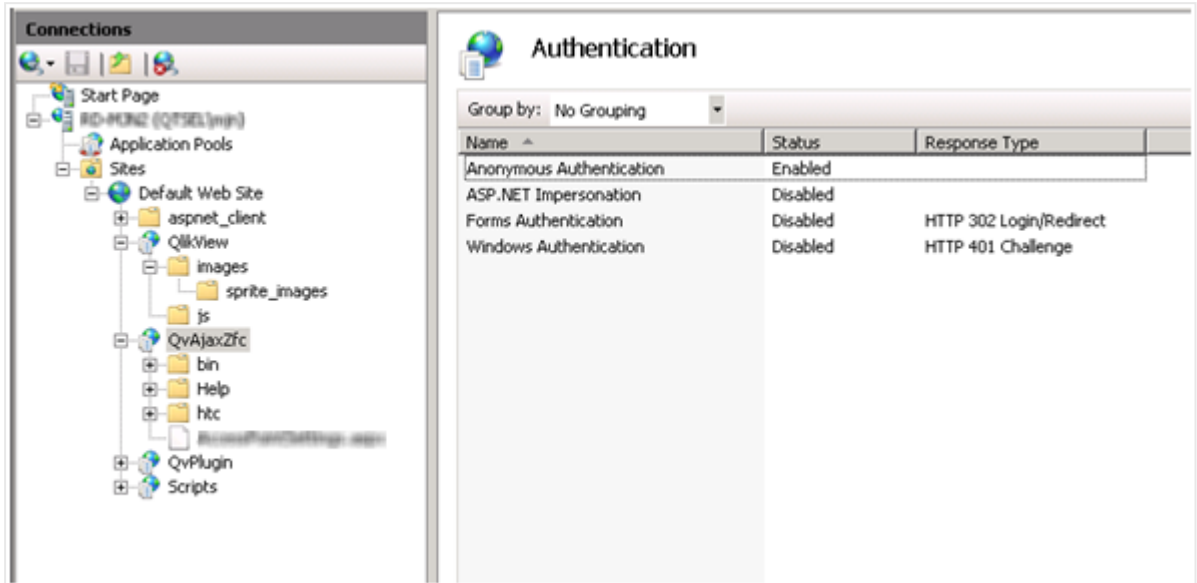 Connections
Authentication
Start Page
Group by: No Grouping
Application Pools
Name Status Response Type
Sites
Anonymous Authentication Enabled
Default Web Site
ASP.NET Impersonation Disabled
aspnet_client
Forms Authentication Disabled HTTP 302 Login/Redirect
QlikView
Windows Authentication Disabled HTTP 401 Challenge
images
sprite_images
js
QvAjaxZfc
bin
Help
htc
QvPlugin
Scripts